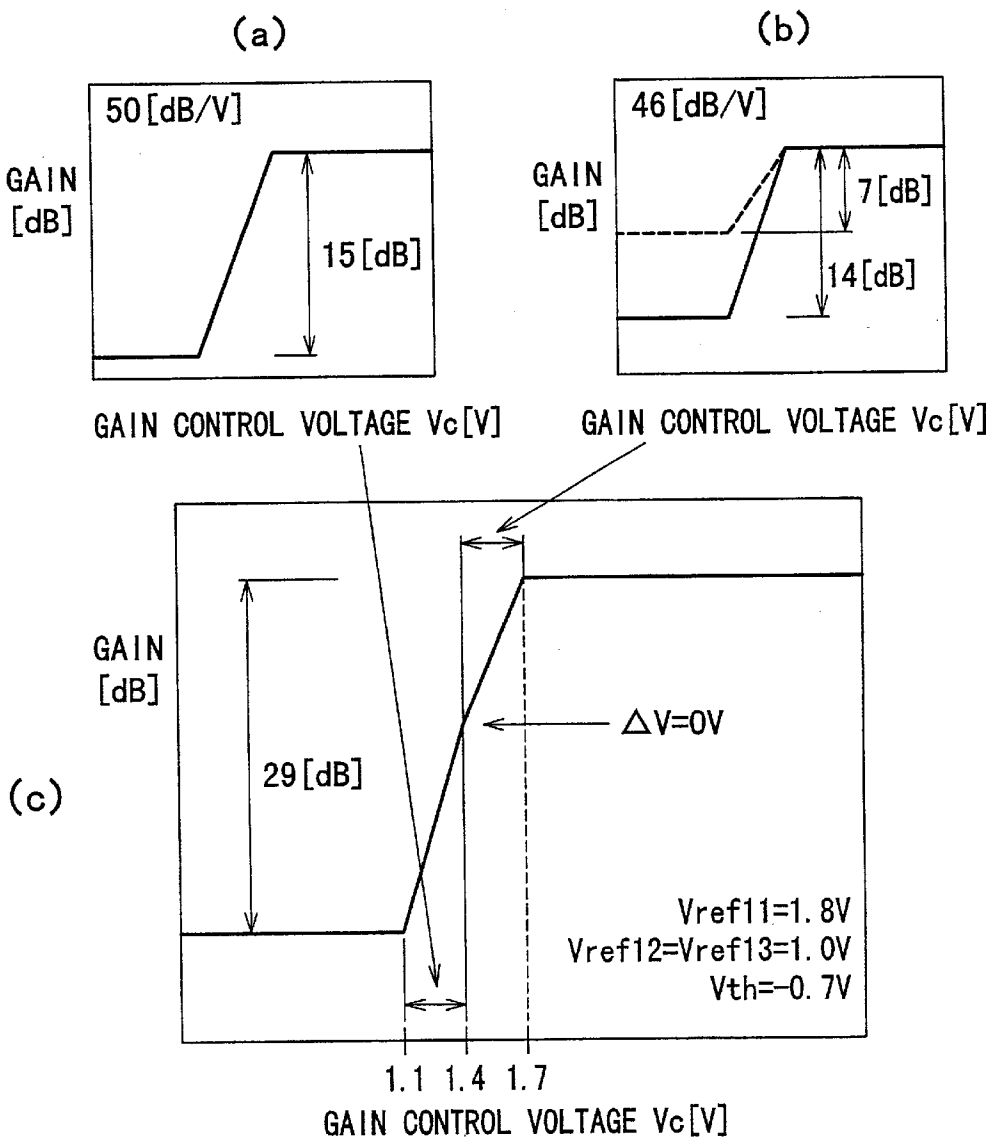 (a)
50[dB/V]
GAIN
[dB]
15[dB]
GAIN CONTROL VOLTAGE Vc[V]
(b)
46[dB/V]
GAIN
[dB]
7[dB]
14[dB]
GAIN CONTROL VOLTAGE Vc[V]
(c)
GAIN
[dB]
29[dB]
△V=0V
Vref11=1.8V
Vref12=Vref13=1.0V
Vth=-0.7V
1.1 1.4 1.7
GAIN CONTROL VOLTAGE Vc[V]